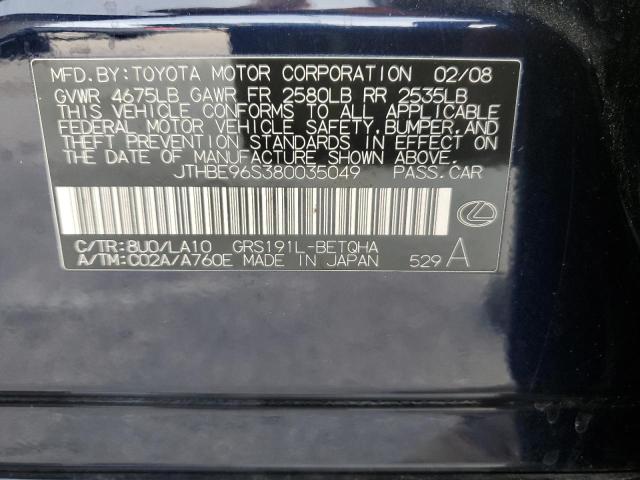 MFD.BY:TOYOTA MOTOR CORPORATION 02/08
GVWR 4675LB GAWR FR 2580LB RR 2535LB
THIS VEHICLE CONFORMS TO ALL APPLICABLE
FEDERAL MOTOR VEHICLE SAFETY,BUMPER,AND
THEFT PREVENTION STANDARDS IN EFFECT ON
THE DATE OF MANUFACTURE SHOWN ABOVE.
JTHBE96S380035049 PASS.CAR
C/TR:8U0/LA10 GRS191L-BETQHA
A/TM:C02A/A760E MADE IN JAPAN 529 A